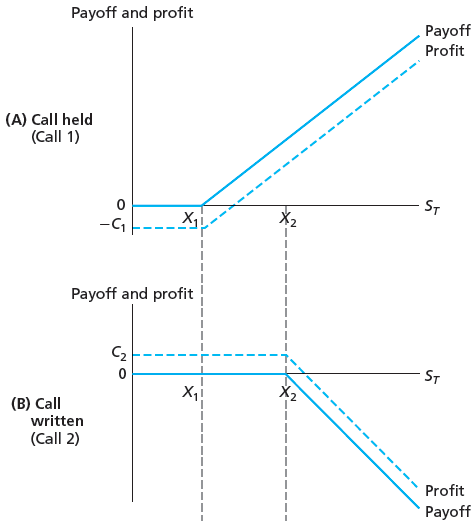 Payoff and profit
Payoff
Profit
(A) Call held
(Call 1)
0
X1
X2
ST
−C1
Payoff and profit
C2
0
ST
X1
X2
(B) Call
written
(Call 2)
Profit
Payoff